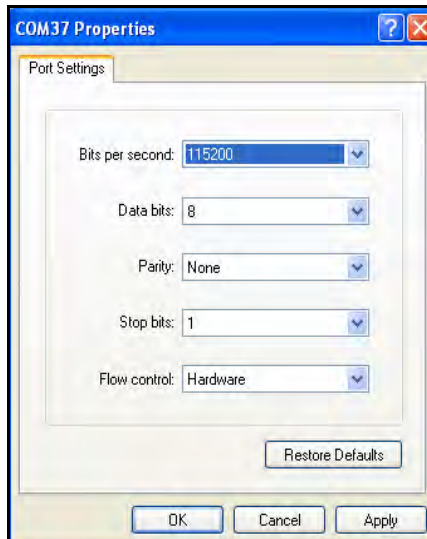 COM37 Properties
Port Settings
Bits per second: 115200
Data bits: 8
Parity: None
Stop bits: 1
Flow control: Hardware
Restore Defaults
OK Cancel Apply